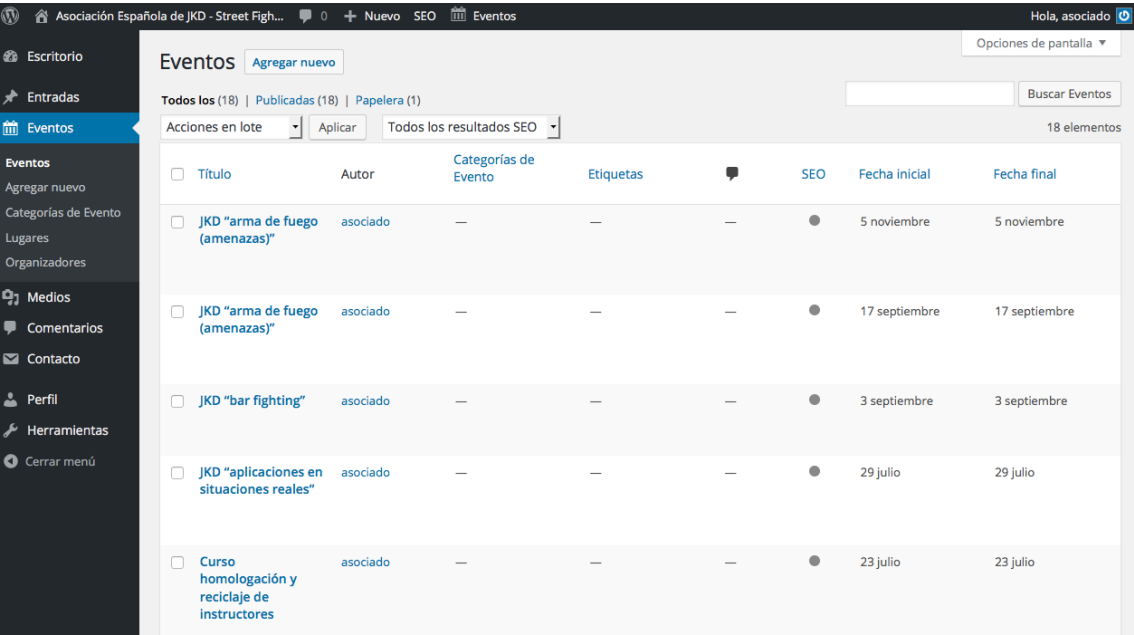 Asociación Española de JKD - Street Figh... 0 + Nuevo SEO Eventos Hola, asociado
Opciones de pantalla ▼
Escritorio
Entradas
Eventos
Eventos
Agregar nuevo
Categorías de Evento
Lugares
Organizadores
Medios
Comentarios
Contacto
Perfil
Herramientas
Cerrar menú
Eventos Agregar nuevo
Todos los (18) | Publicadas (18) | Papelera (1)
Buscar Eventos
Acciones en lote Aplicar Todos los resultados SEO 18 elementos
Título Autor Categorías de Evento Etiquetas SEO Fecha inicial Fecha final
JKD “arma de fuego asociado — — — 5 noviembre 5 noviembre
(amenazas)”
JKD “arma de fuego asociado — — — 17 septiembre 17 septiembre
(amenazas)”
JKD “bar fighting” asociado — — — 3 septiembre 3 septiembre
JKD “aplicaciones en asociado — — — 29 julio 29 julio
situaciones reales”
Curso asociado — — — 23 julio 23 julio
homologación y
reciclaje de
instructores